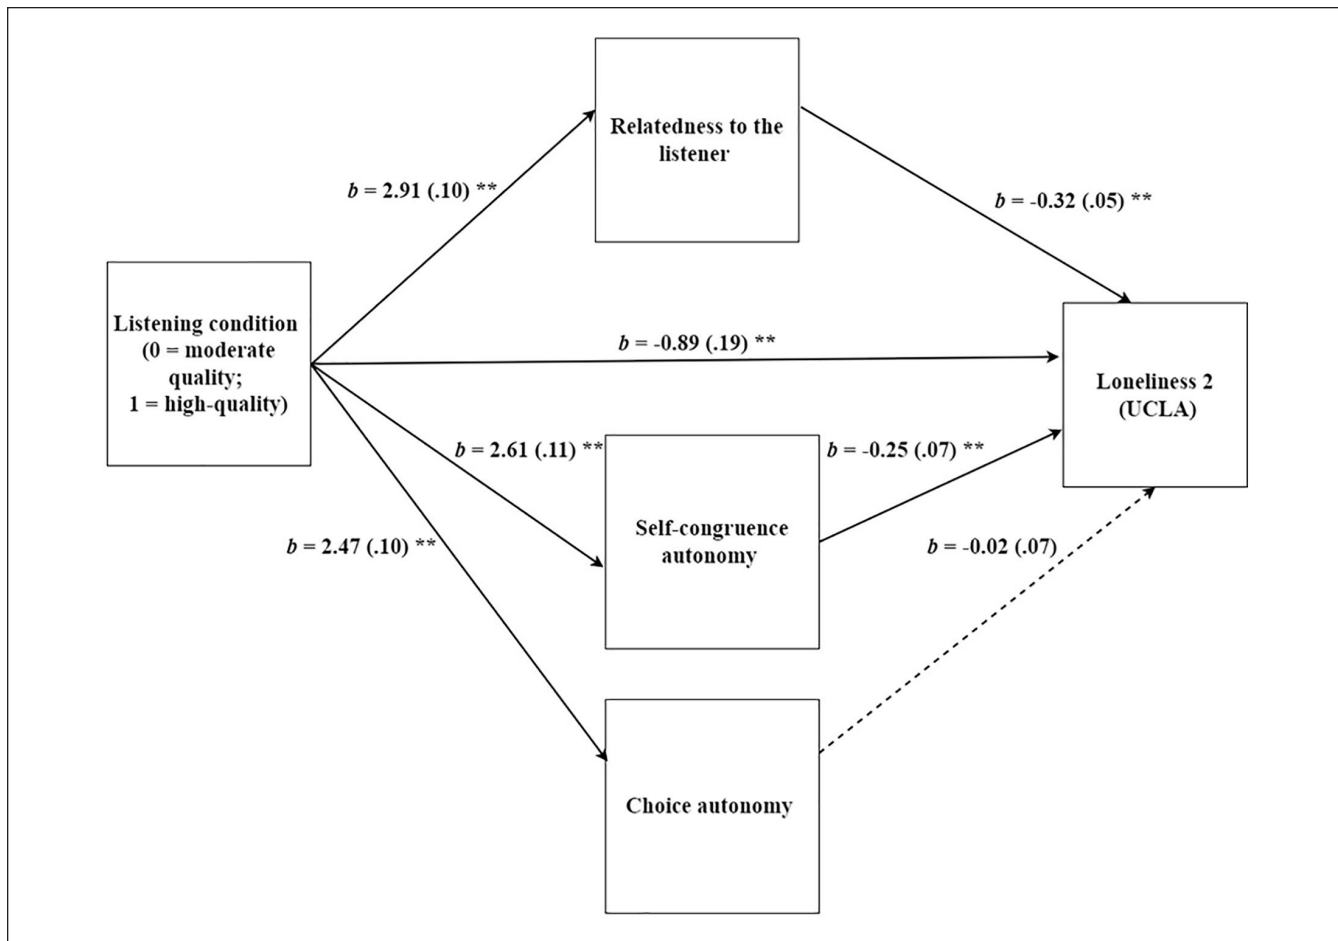 Relatedness to the
listener
b = 2.91 (.10) **
b = -0.32 (.05) **
Listening condition
(0 = moderate
quality;
1 = high-quality)
b = -0.89 (.19) **
Loneliness 2
(UCLA)
b = 2.61 (.11) **
b = -0.25 (.07) **
Self-congruence
autonomy
b = 2.47 (.10) **
b = -0.02 (.07)
Choice autonomy